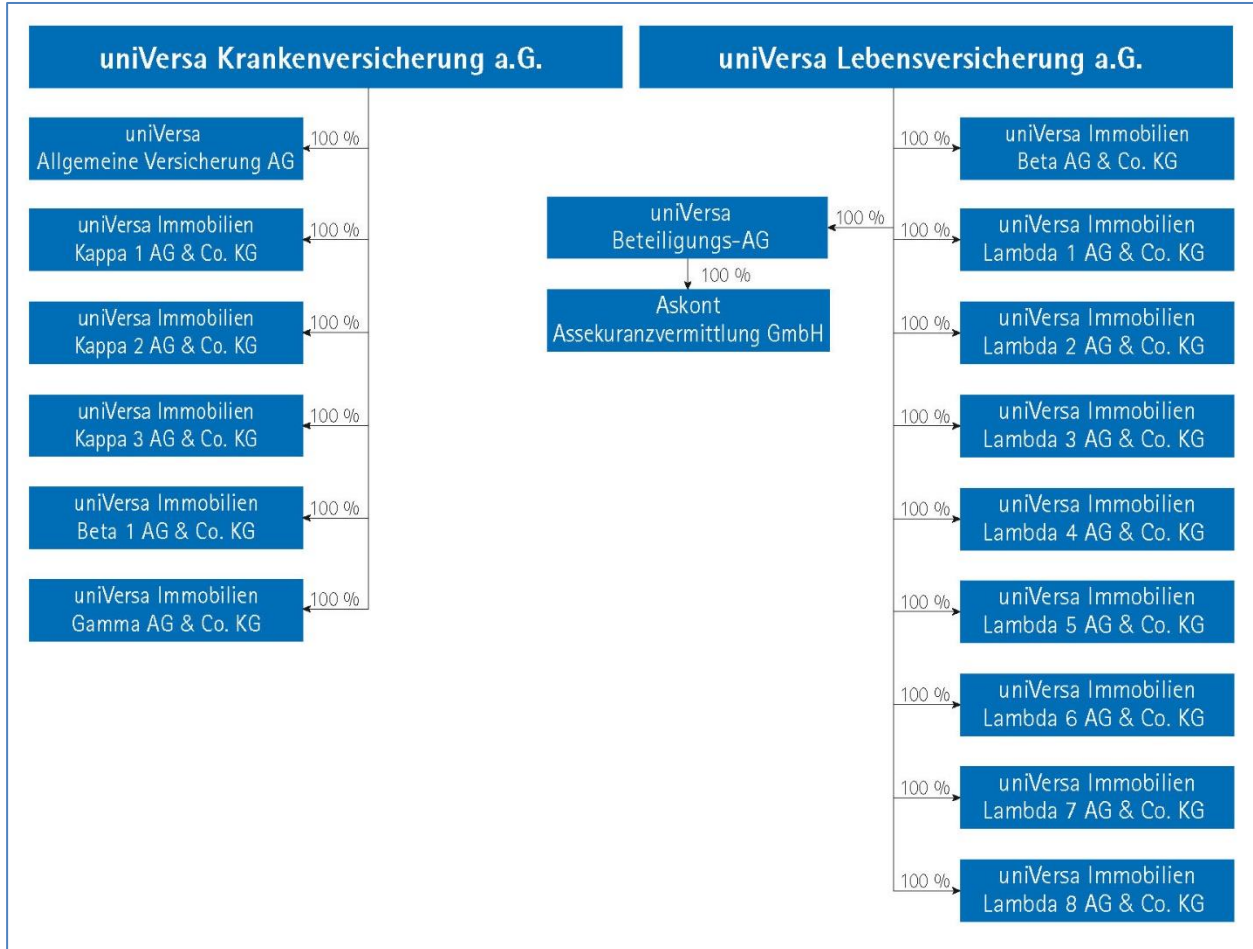 uniVersa Krankenversicherung a.G.
uniVersa Lebensversicherung a.G.
uniVersa
Allgemeine Versicherung AG
100 %
uniVersa Immobilien
Kappa 1 AG & Co. KG
100 %
uniVersa Immobilien
Kappa 2 AG & Co. KG
100 %
uniVersa Immobilien
Kappa 3 AG & Co. KG
100 %
uniVersa Immobilien
Beta 1 AG & Co. KG
100 %
uniVersa Immobilien
Gamma AG & Co. KG
100 %
uniVersa
Beteiligungs-AG
100 %
100 %
Askont
Assekuranzvermittlung GmbH
100 %
uniVersa Immobilien
Beta AG & Co. KG
100 %
uniVersa Immobilien
Lambda 1 AG & Co. KG
100 %
uniVersa Immobilien
Lambda 2 AG & Co. KG
100 %
uniVersa Immobilien
Lambda 3 AG & Co. KG
100 %
uniVersa Immobilien
Lambda 4 AG & Co. KG
100 %
uniVersa Immobilien
Lambda 5 AG & Co. KG
100 %
uniVersa Immobilien
Lambda 6 AG & Co. KG
100 %
uniVersa Immobilien
Lambda 7 AG & Co. KG
100 %
uniVersa Immobilien
Lambda 8 AG & Co. KG